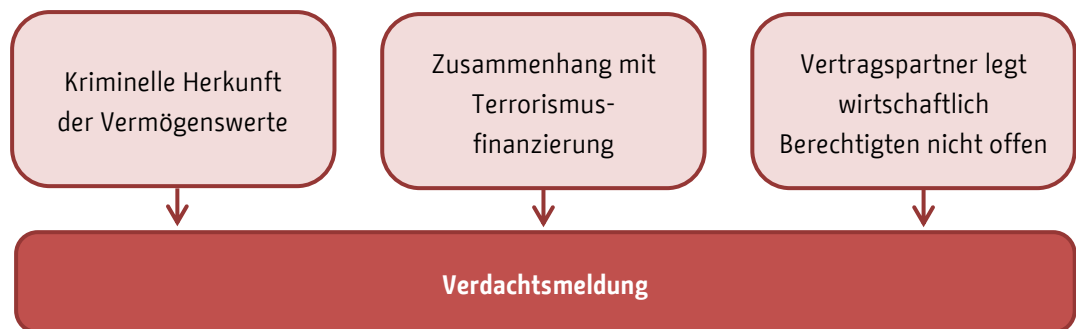 Kriminelle Herkunft
der Vermögenswerte
Zusammenhang mit
Terrorismus-
finanzierung
Vertragspartner legt
wirtschaftlich
Berechtigten nicht offen
Verdachtsmeldung